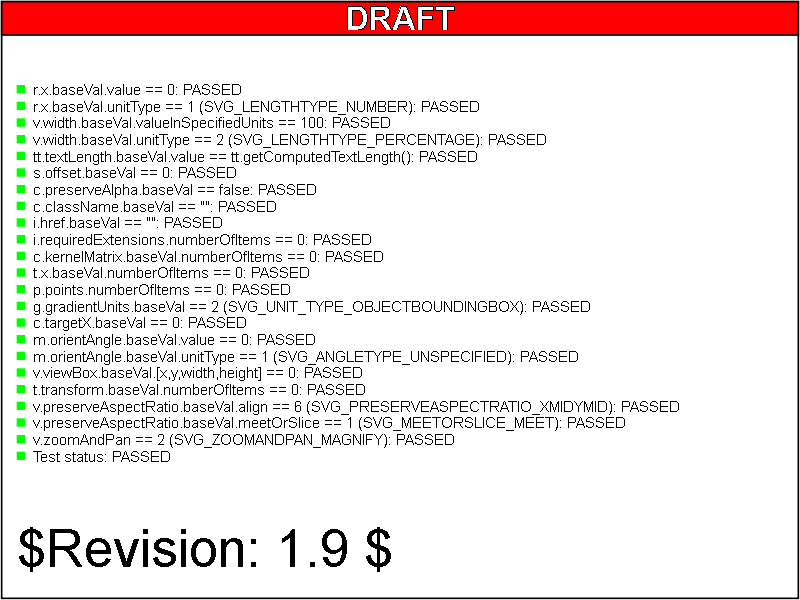 DRAFT
r.x.baseVal.value == 0: PASSED
r.x.baseVal.unitType == 1 (SVG_LENGTHTYPE_NUMBER): PASSED
v.width.baseVal.valueInSpecifiedUnits == 100: PASSED
v.width.baseVal.unitType == 2 (SVG_LENGTHTYPE_PERCENTAGE): PASSED
tt.textLength.baseVal.value == tt.getComputedTextLength(): PASSED
s.offset.baseVal == 0: PASSED
c.preserveAlpha.baseVal == false: PASSED
c.className.baseVal == "": PASSED
i.href.baseVal == "": PASSED
i.requiredExtensions.numberOfItems == 0: PASSED
c.kernelMatrix.baseVal.numberOfItems == 0: PASSED
t.x.baseVal.numberOfItems == 0: PASSED
p.points.numberOfItems == 0: PASSED
g.gradientUnits.baseVal == 2 (SVG_UNIT_TYPE_OBJECTBOUNDINGBOX): PASSED
c.targetX.baseVal == 0: PASSED
m.orientAngle.baseVal.value == 0: PASSED
m.orientAngle.baseVal.unitType == 1 (SVG_ANGLETYPE_UNSPECIFIED): PASSED
v.viewBox.baseVal.[x,y,width,height] == 0: PASSED
t.transform.baseVal.numberOfItems == 0: PASSED
v.preserveAspectRatio.baseVal.align == 6 (SVG_PRESERVEASPECTRATIO_XMIDYMID): PASSED
v.preserveAspectRatio.baseVal.meetOrSlice == 1 (SVG_MEETORSLICE_MEET): PASSED
v.zoomAndPan == 2 (SVG_ZOOMANDPAN_MAGNIFY): PASSED
Test status: PASSED
$Revision: 1.9 $